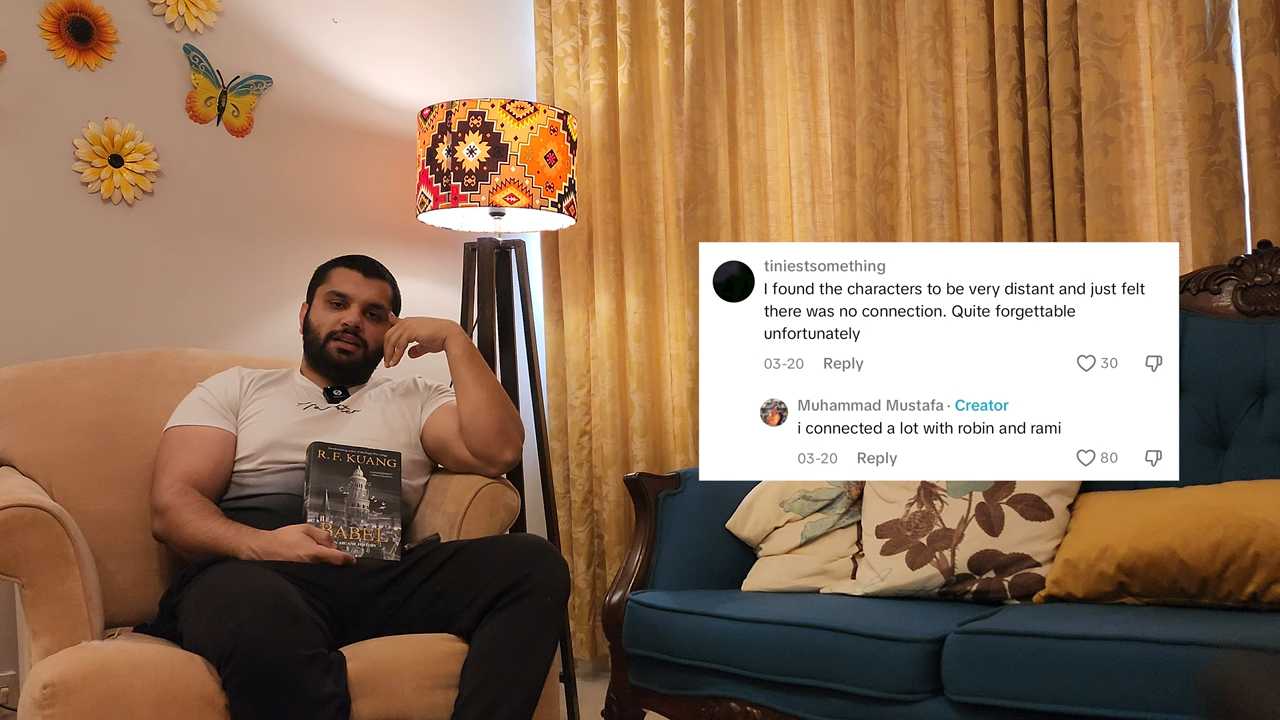 R. F. KUANG
BABEL
tiniestsomething
I found the characters to be very distant and just felt
there was no connection. Quite forgettable
unfortunately
03-20 Reply 30
Muhammad Mustafa · Creator
i connected a lot with robin and rami
03-20 Reply 80